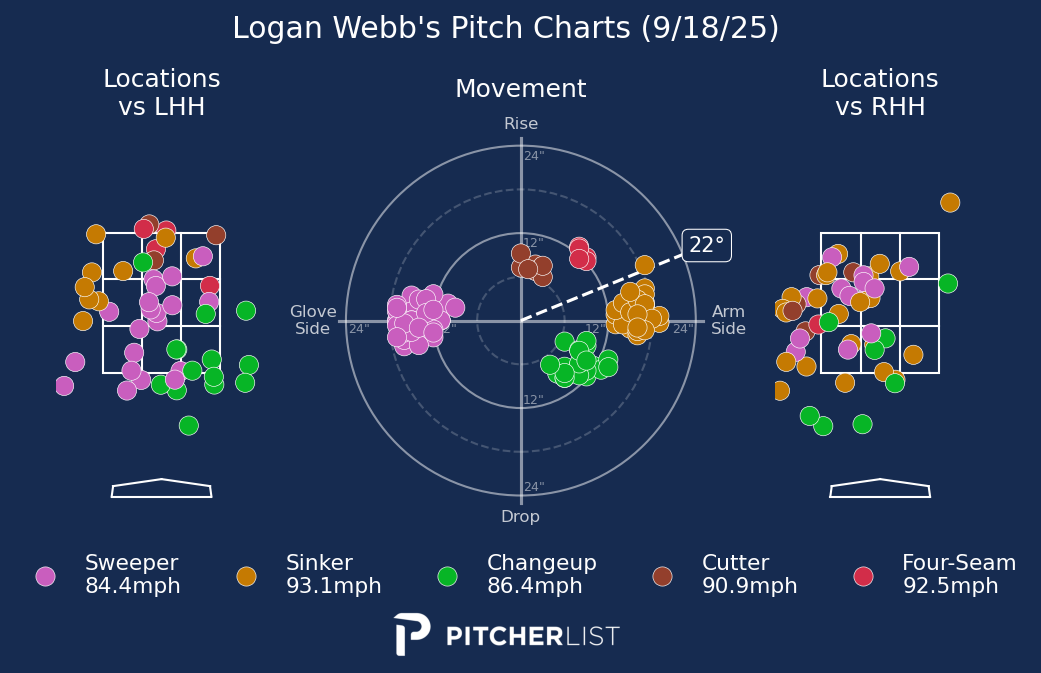 Logan Webb's Pitch Charts (9/18/25)
Locations
vs LHH
Movement
Locations
vs RHH
Rise
24"
12"
22°
Glove
Side
24"
12"
24"
Arm
Side
12"
24"
Drop
Sweeper
84.4mph
Sinker
93.1mph
Changeup
86.4mph
Cutter
90.9mph
Four-Seam
92.5mph
PITCHERLIST